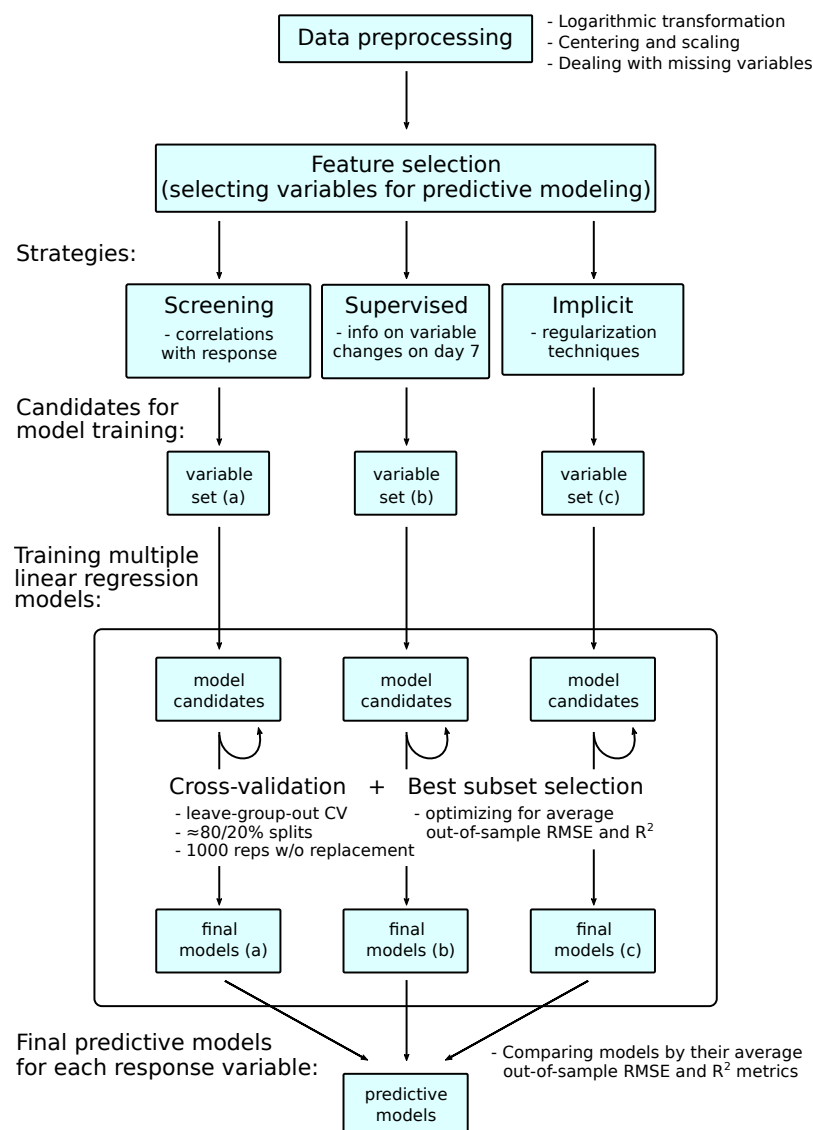 Data preprocessing
- Logarithmic transformation
- Centering and scaling
- Dealing with missing variables
Feature selection
(selecting variables for predictive modeling)
Strategies:
Screening
- correlations
with response
Supervised
- info on variable
changes on day 7
Implicit
- regularization
techniques
Candidates for
model training:
variable
set (a)
variable
set (b)
variable
set (c)
Training multiple
linear regression
models:
model
candidates
model
candidates
model
candidates
Cross-validation + Best subset selection
- leave-group-out CV
- ≈80/20% splits
- 1000 reps w/o replacement
- optimizing for average
out-of-sample RMSE and R²
final
models (a)
final
models (b)
final
models (c)
Final predictive models
for each response variable:
- Comparing models by their average
out-of-sample RMSE and R² metrics
predictive
models